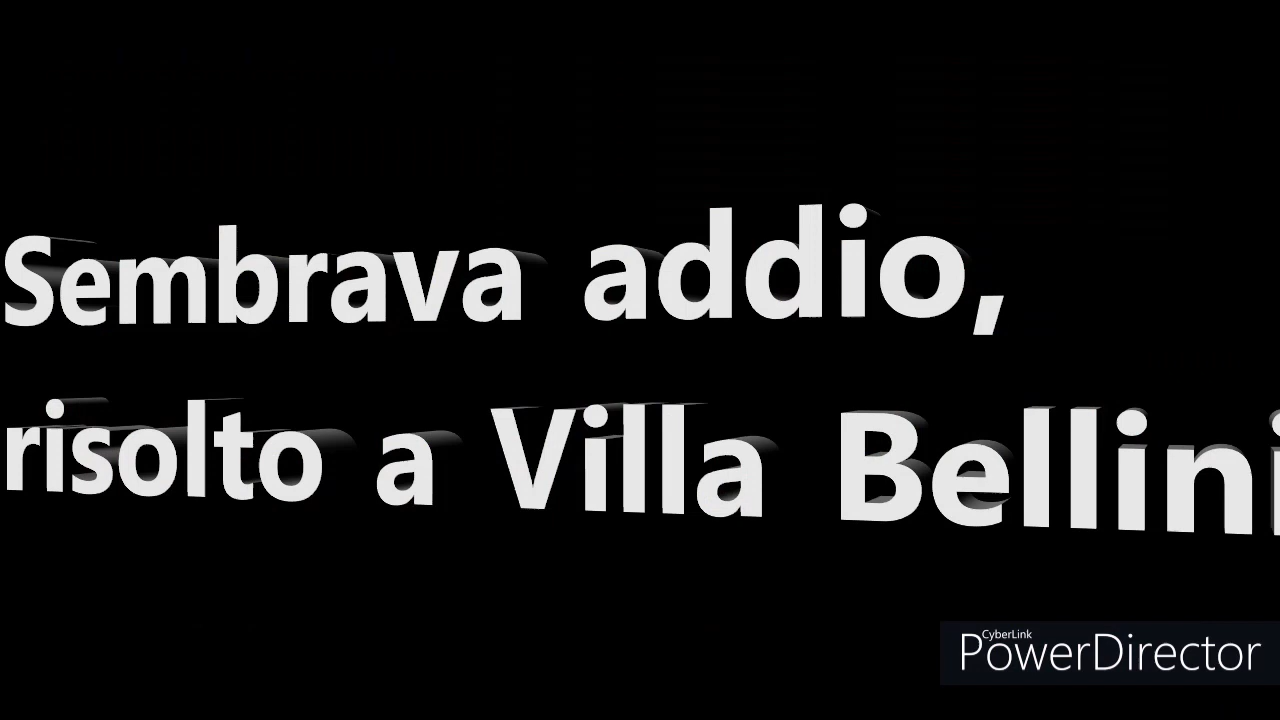 Sembrava addio,
risolto a Villa Bellini
CyberLink
PowerDirector